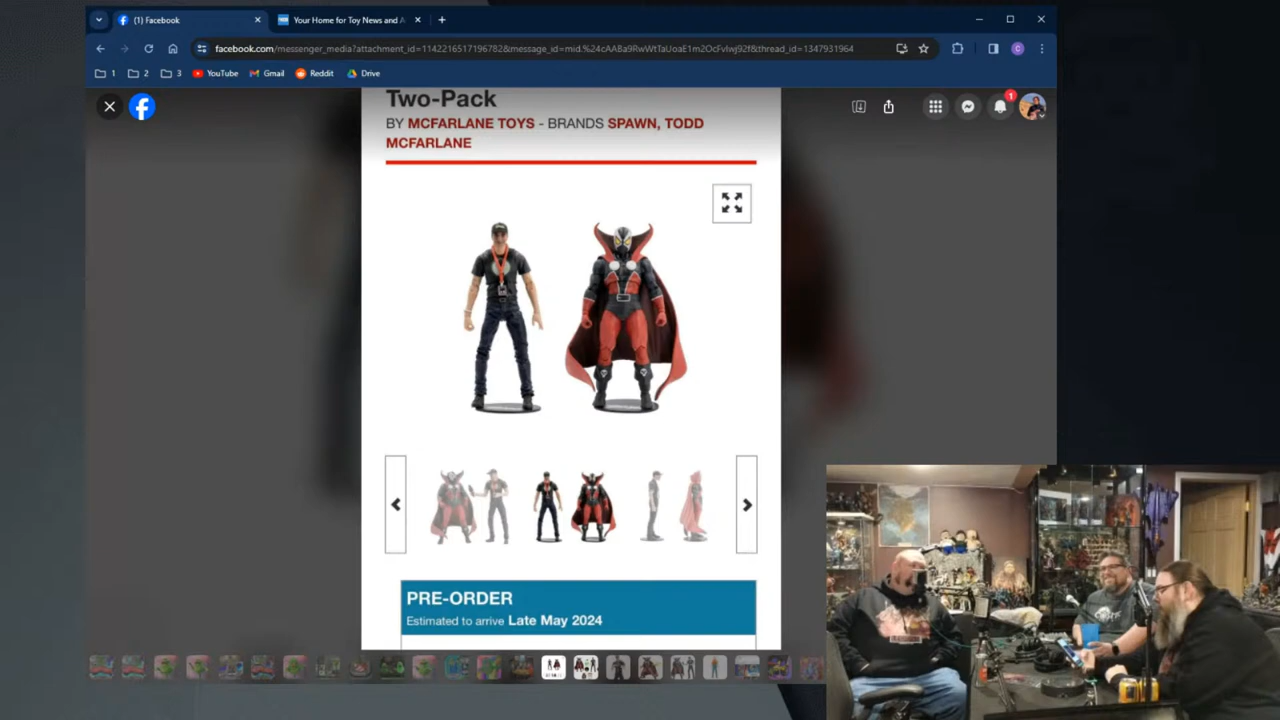 (1) Facebook
Your Home for Toy News and A
facebook.com/messenger_media?attachment_id=1142216517196782&message_id=mid.%24cAABa9RwWtTaUoaE1m2OcFvIwj92f&thread_id=1347931964
1 2 3 YouTube Gmail Reddit Drive
1
Two-Pack
BY MCFARLANE TOYS - BRANDS SPAWN, TODD
MCFARLANE
PRE-ORDER
Estimated to arrive Late May 2024